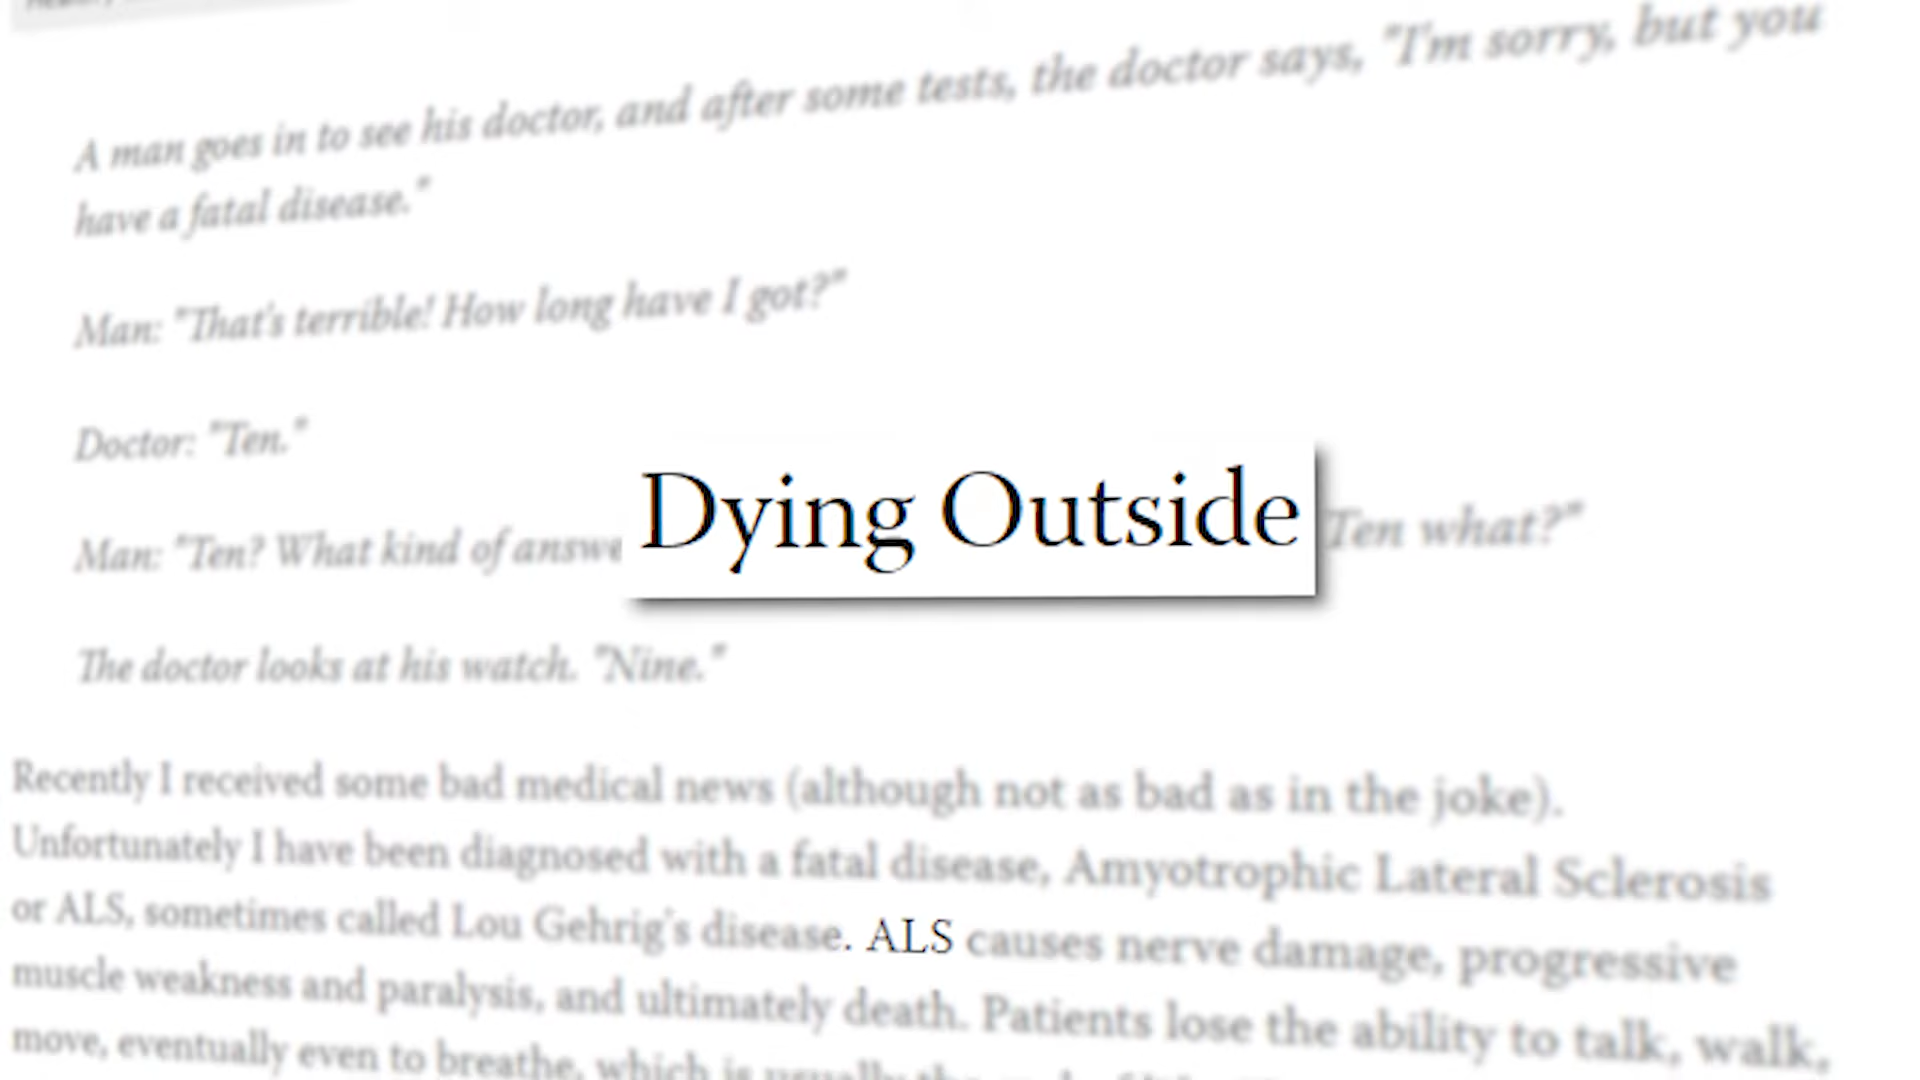 A man goes in to see his doctor, and after some tests, the doctor says, "I'm sorry, but you
have a fatal disease."
Man: "That's terrible! How long have I got?"
Doctor: "Ten."
Man: "Ten? What kind of answe
Dying Outside
Ten what?"
The doctor looks at his watch. "Nine."
Recently I received some bad medical news (although not as bad as in the joke).
Unfortunately I have been diagnosed with a fatal disease, Amyotrophic Lateral Sclerosis
or ALS, sometimes called Lou Gehrig's disease. ALS causes nerve damage, progressive
muscle weakness and paralysis, and ultimately death. Patients lose the ability to talk, walk,
move, eventually even to breathe, which is usually the